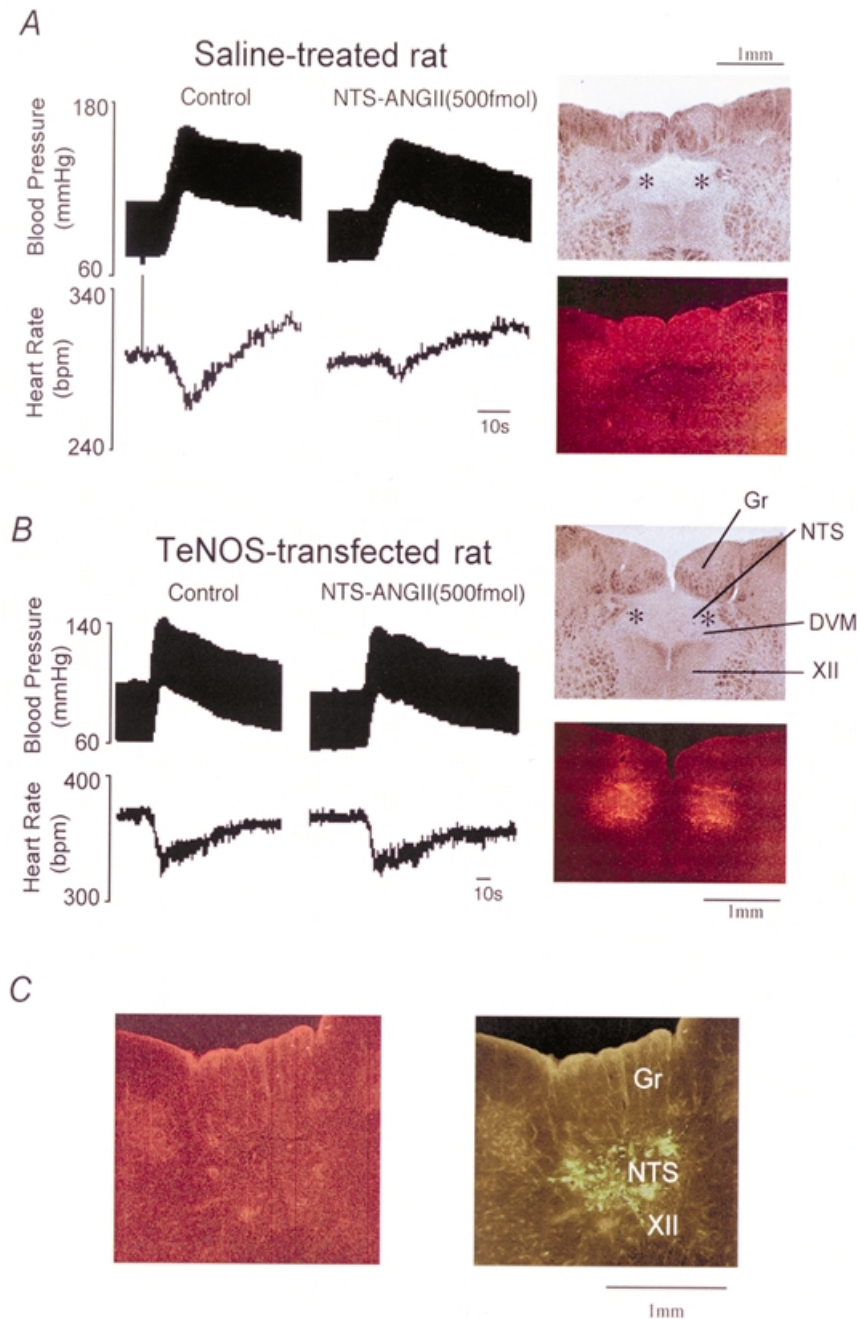 A
Saline-treated rat
1mm
Control
NTS-ANGII(500fmol)
180
Blood Pressure
(mmHg)
60
*
*
340
Heart Rate
(bpm)
240
10s
B
TeNOS-transfected rat
Control
NTS-ANGII(500fmol)
140
Blood Pressure
(mmHg)
60
*
*
Gr
NTS
DVM
XII
400
Heart Rate
(bpm)
300
10s
1mm
C
Gr
NTS
XII
1mm